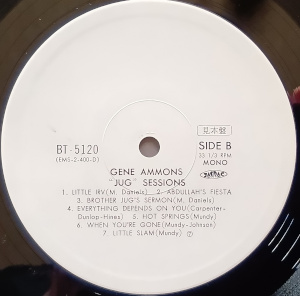 見本盤
BT-5120
(EMS-2-400-D)
SIDE B
33 1/3 RPM
MONO
GENE AMMONS
"JUG" SESSIONS
1. LITTLE IRV(M. Daniels) 2. ABDULLAH'S FIESTA
3. BROTHER JUG'S SERMON(M. Daniels)
4. EVERYTHING DEPENDS ON YOU(Carpenter-
Dunlop-Hines) 5. HOT SPRINGS(Mundy)
6. WHEN YOU'RE GONE(Mundy-Johnson)
7. LITTLE SLAM(Mundy)